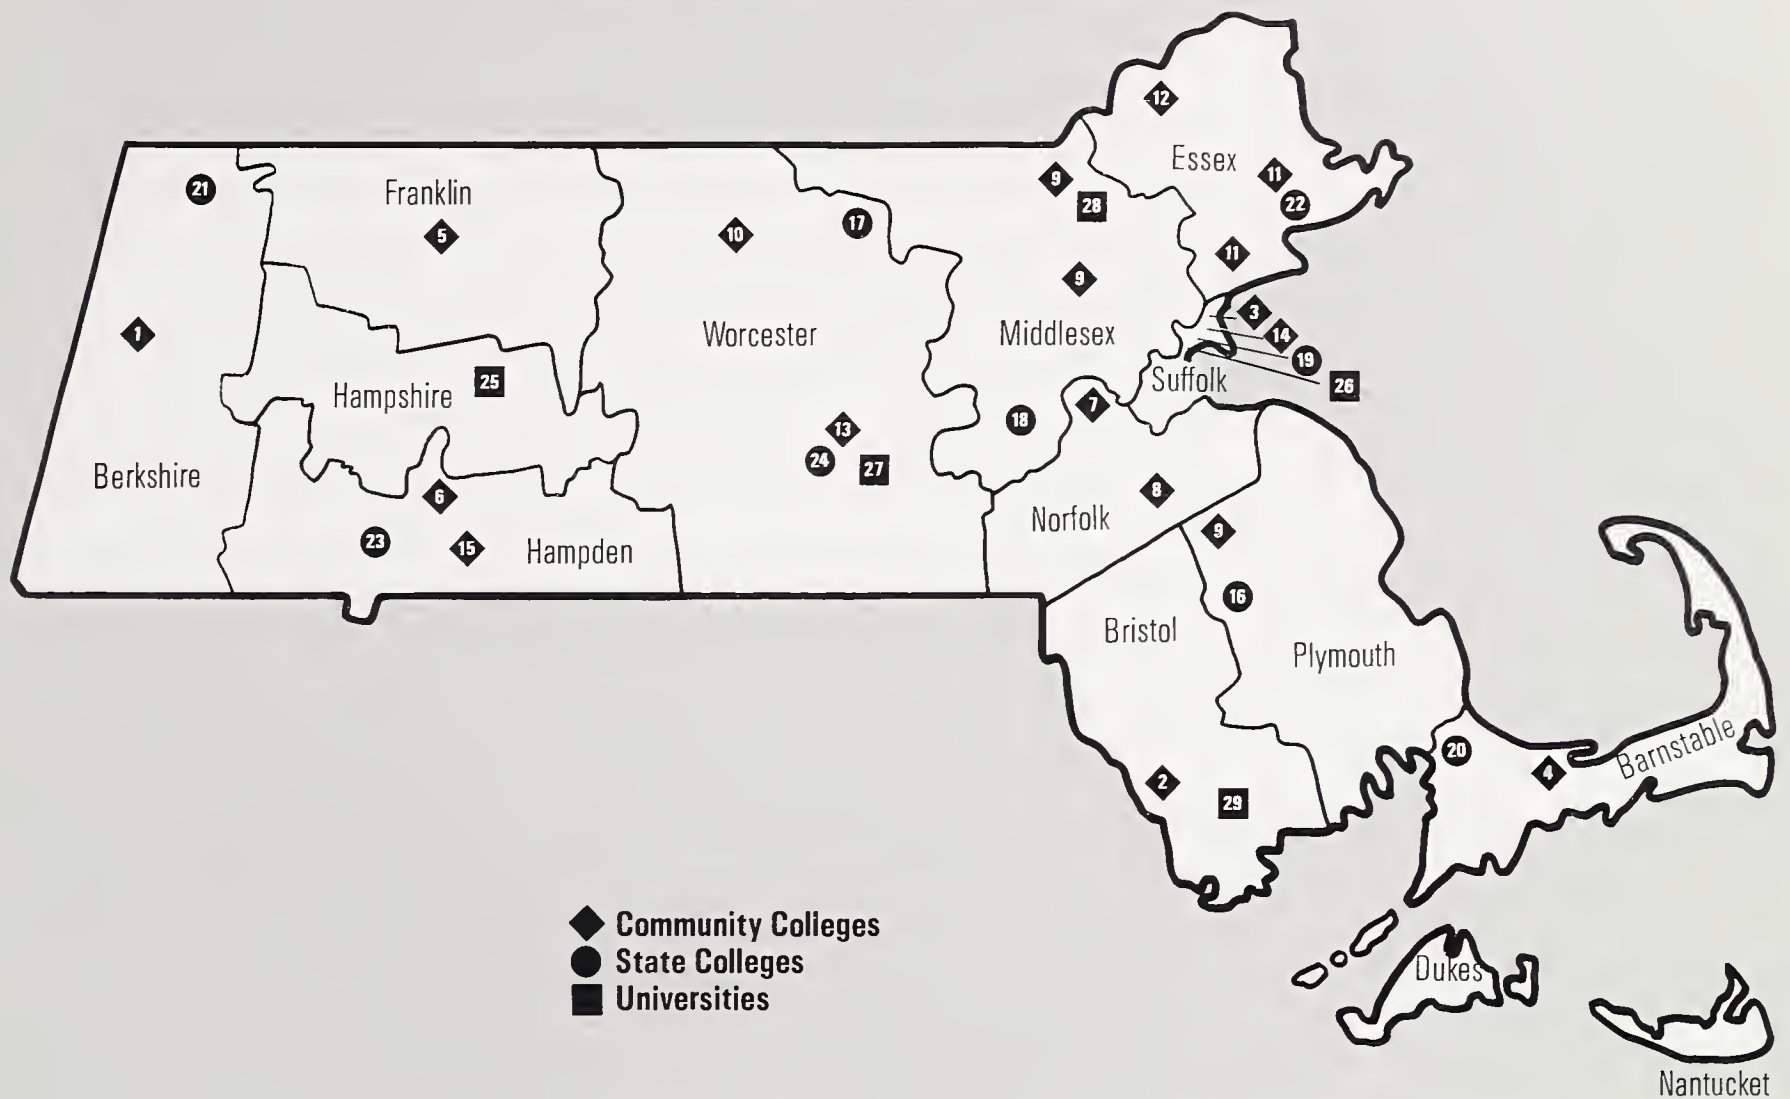 12
Essex
11
22
11
21
Franklin
5
10
17
9
28
9
1
Worcester
Middlesex
3
14
19
26
Suffolk
Hampshire
25
7
18
13
24
27
Berkshire
6
23
15
Hampden
Norfolk
8
9
16
Bristol
Plymouth
2
29
20
4
Barnstable
Community Colleges
State Colleges
Universities
Dukes
Nantucket